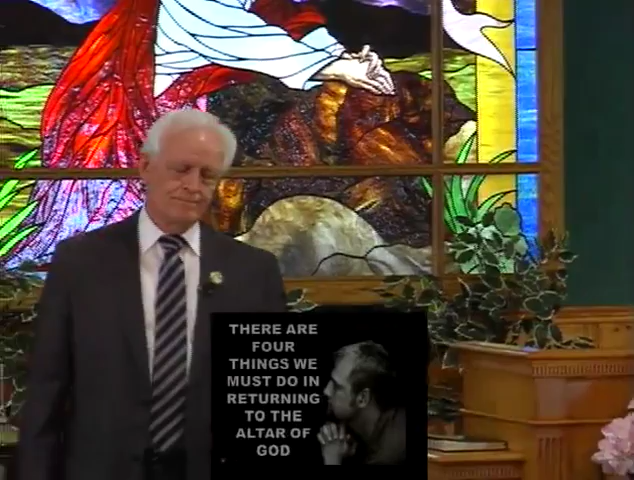 THERE ARE
FOUR
THINGS WE
MUST DO IN
RETURNING
TO THE
ALTAR OF
GOD